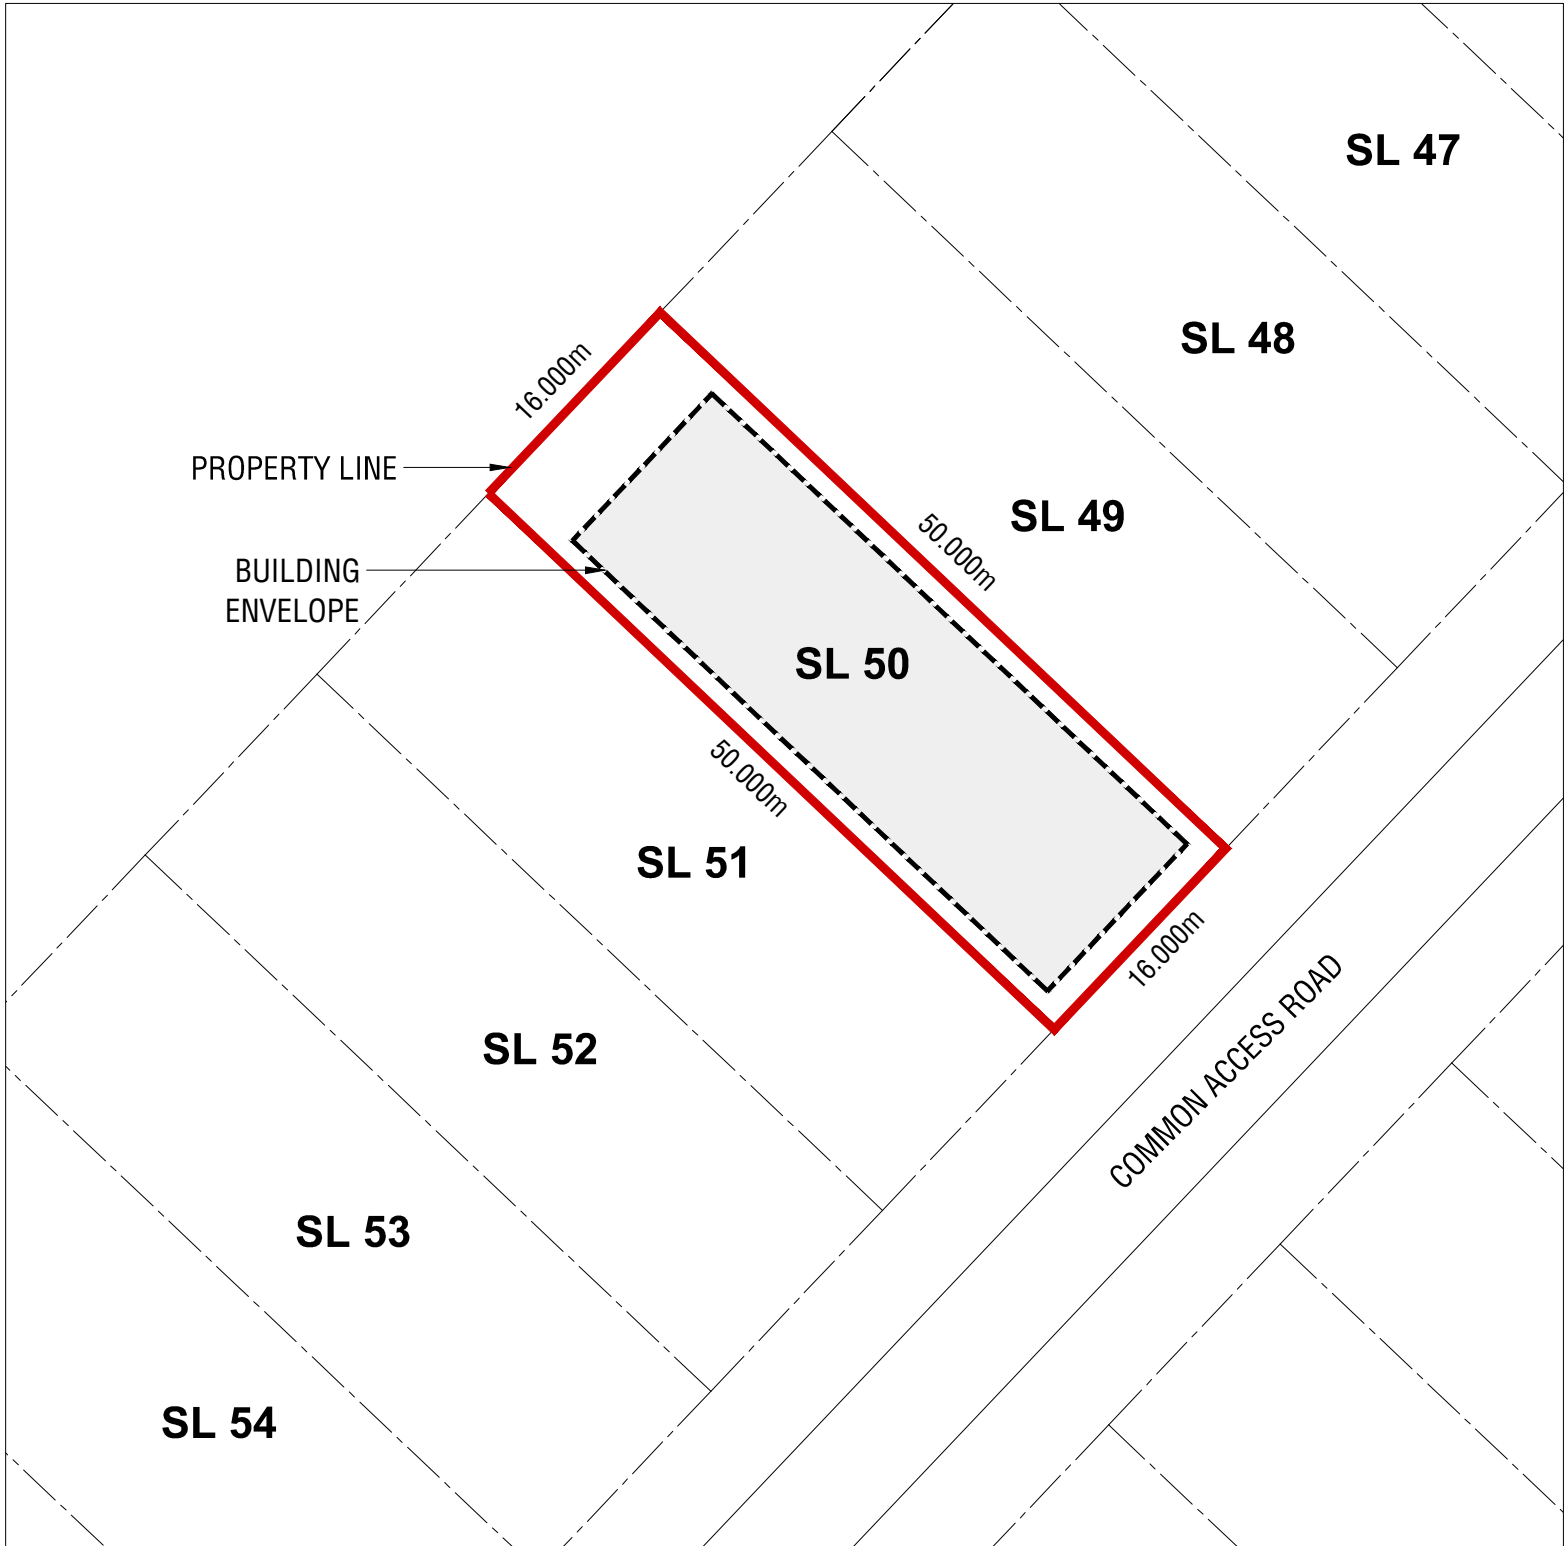 SL 47
SL 48
16.000m
PROPERTY LINE
SL 49
50.000m
BUILDING
ENVELOPE
SL 50
50.000m
SL 51
16.000m
COMMON ACCESS ROAD
SL 52
SL 53
SL 54